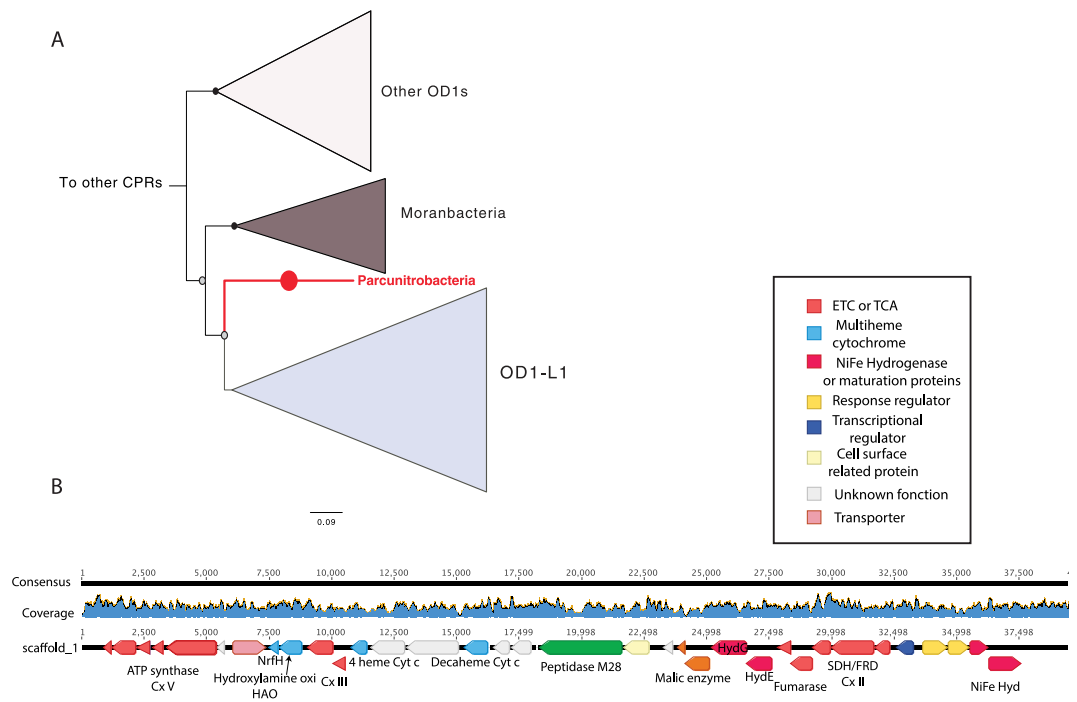 A
Other OD1s
To other CPRs
Moranbacteria
Parcunitrobacteria
OD1-L1
0.09
ETC or TCA
Multiheme
cytochrome
NiFe Hydrogenase
or maturation proteins
Response regulator
Transcriptional
regulator
Cell surface
related protein
Unknown fonction
Transporter
B
1 2,500 5,000 7,500 10,000 12,500 15,000 17,500 20,000 22,500 25,000 27,500 30,000 32,500 35,000 37,500
Consensus
Coverage
1 2,500 5,000 7,500 10,000 12,500 15,000 17,499 19,998 22,498 24,998 27,498 29,998 32,498 34,998 37,498
scaffold_1
HydG
ATP synthase
Cx V
NrfH
Hydroxylamine oxi
HAO
Cx III
4 heme Cyt c
Decaheme Cyt c
Peptidase M28
Malic enzyme
HydE
Fumarase
SDH/FRD
Cx II
NiFe Hyd